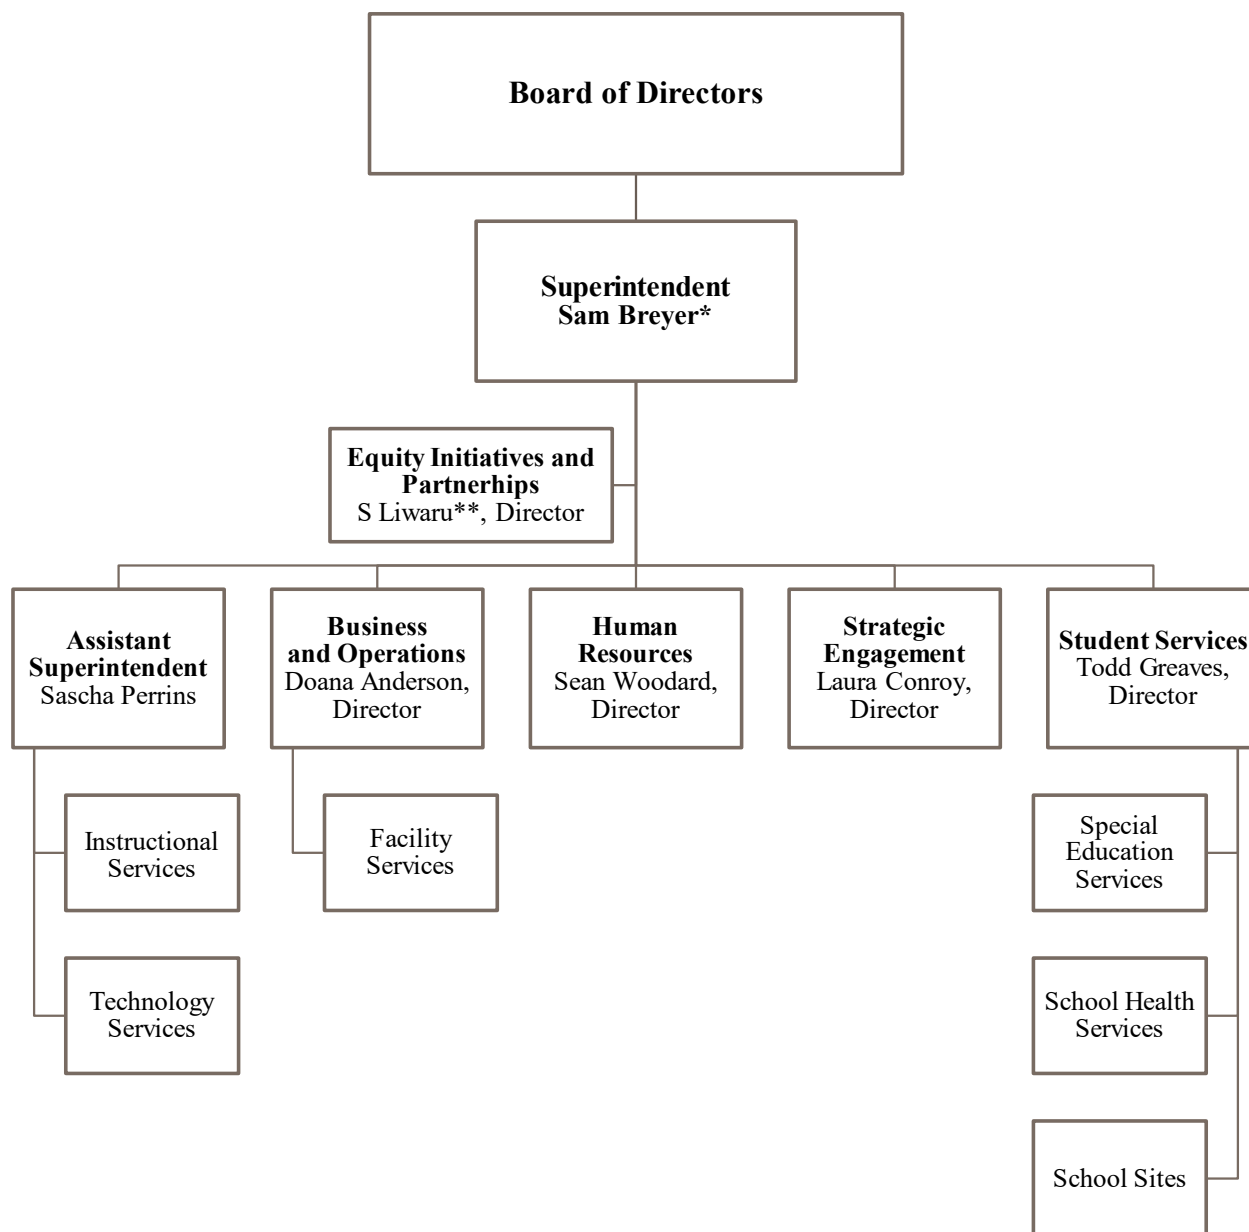 Board of Directors
Superintendent
Sam Breyer*
Equity Initiatives and
Partnerhips
S Liwaru**, Director
Assistant
Superintendent
Sascha Perrins
Business
and Operations
Doana Anderson,
Director
Human
Resources
Sean Woodard,
Director
Strategic
Engagement
Laura Conroy,
Director
Student Services
Todd Greaves,
Director
Instructional
Services
Technology
Services
Facility
Services
Special
Education
Services
School Health
Services
School Sites